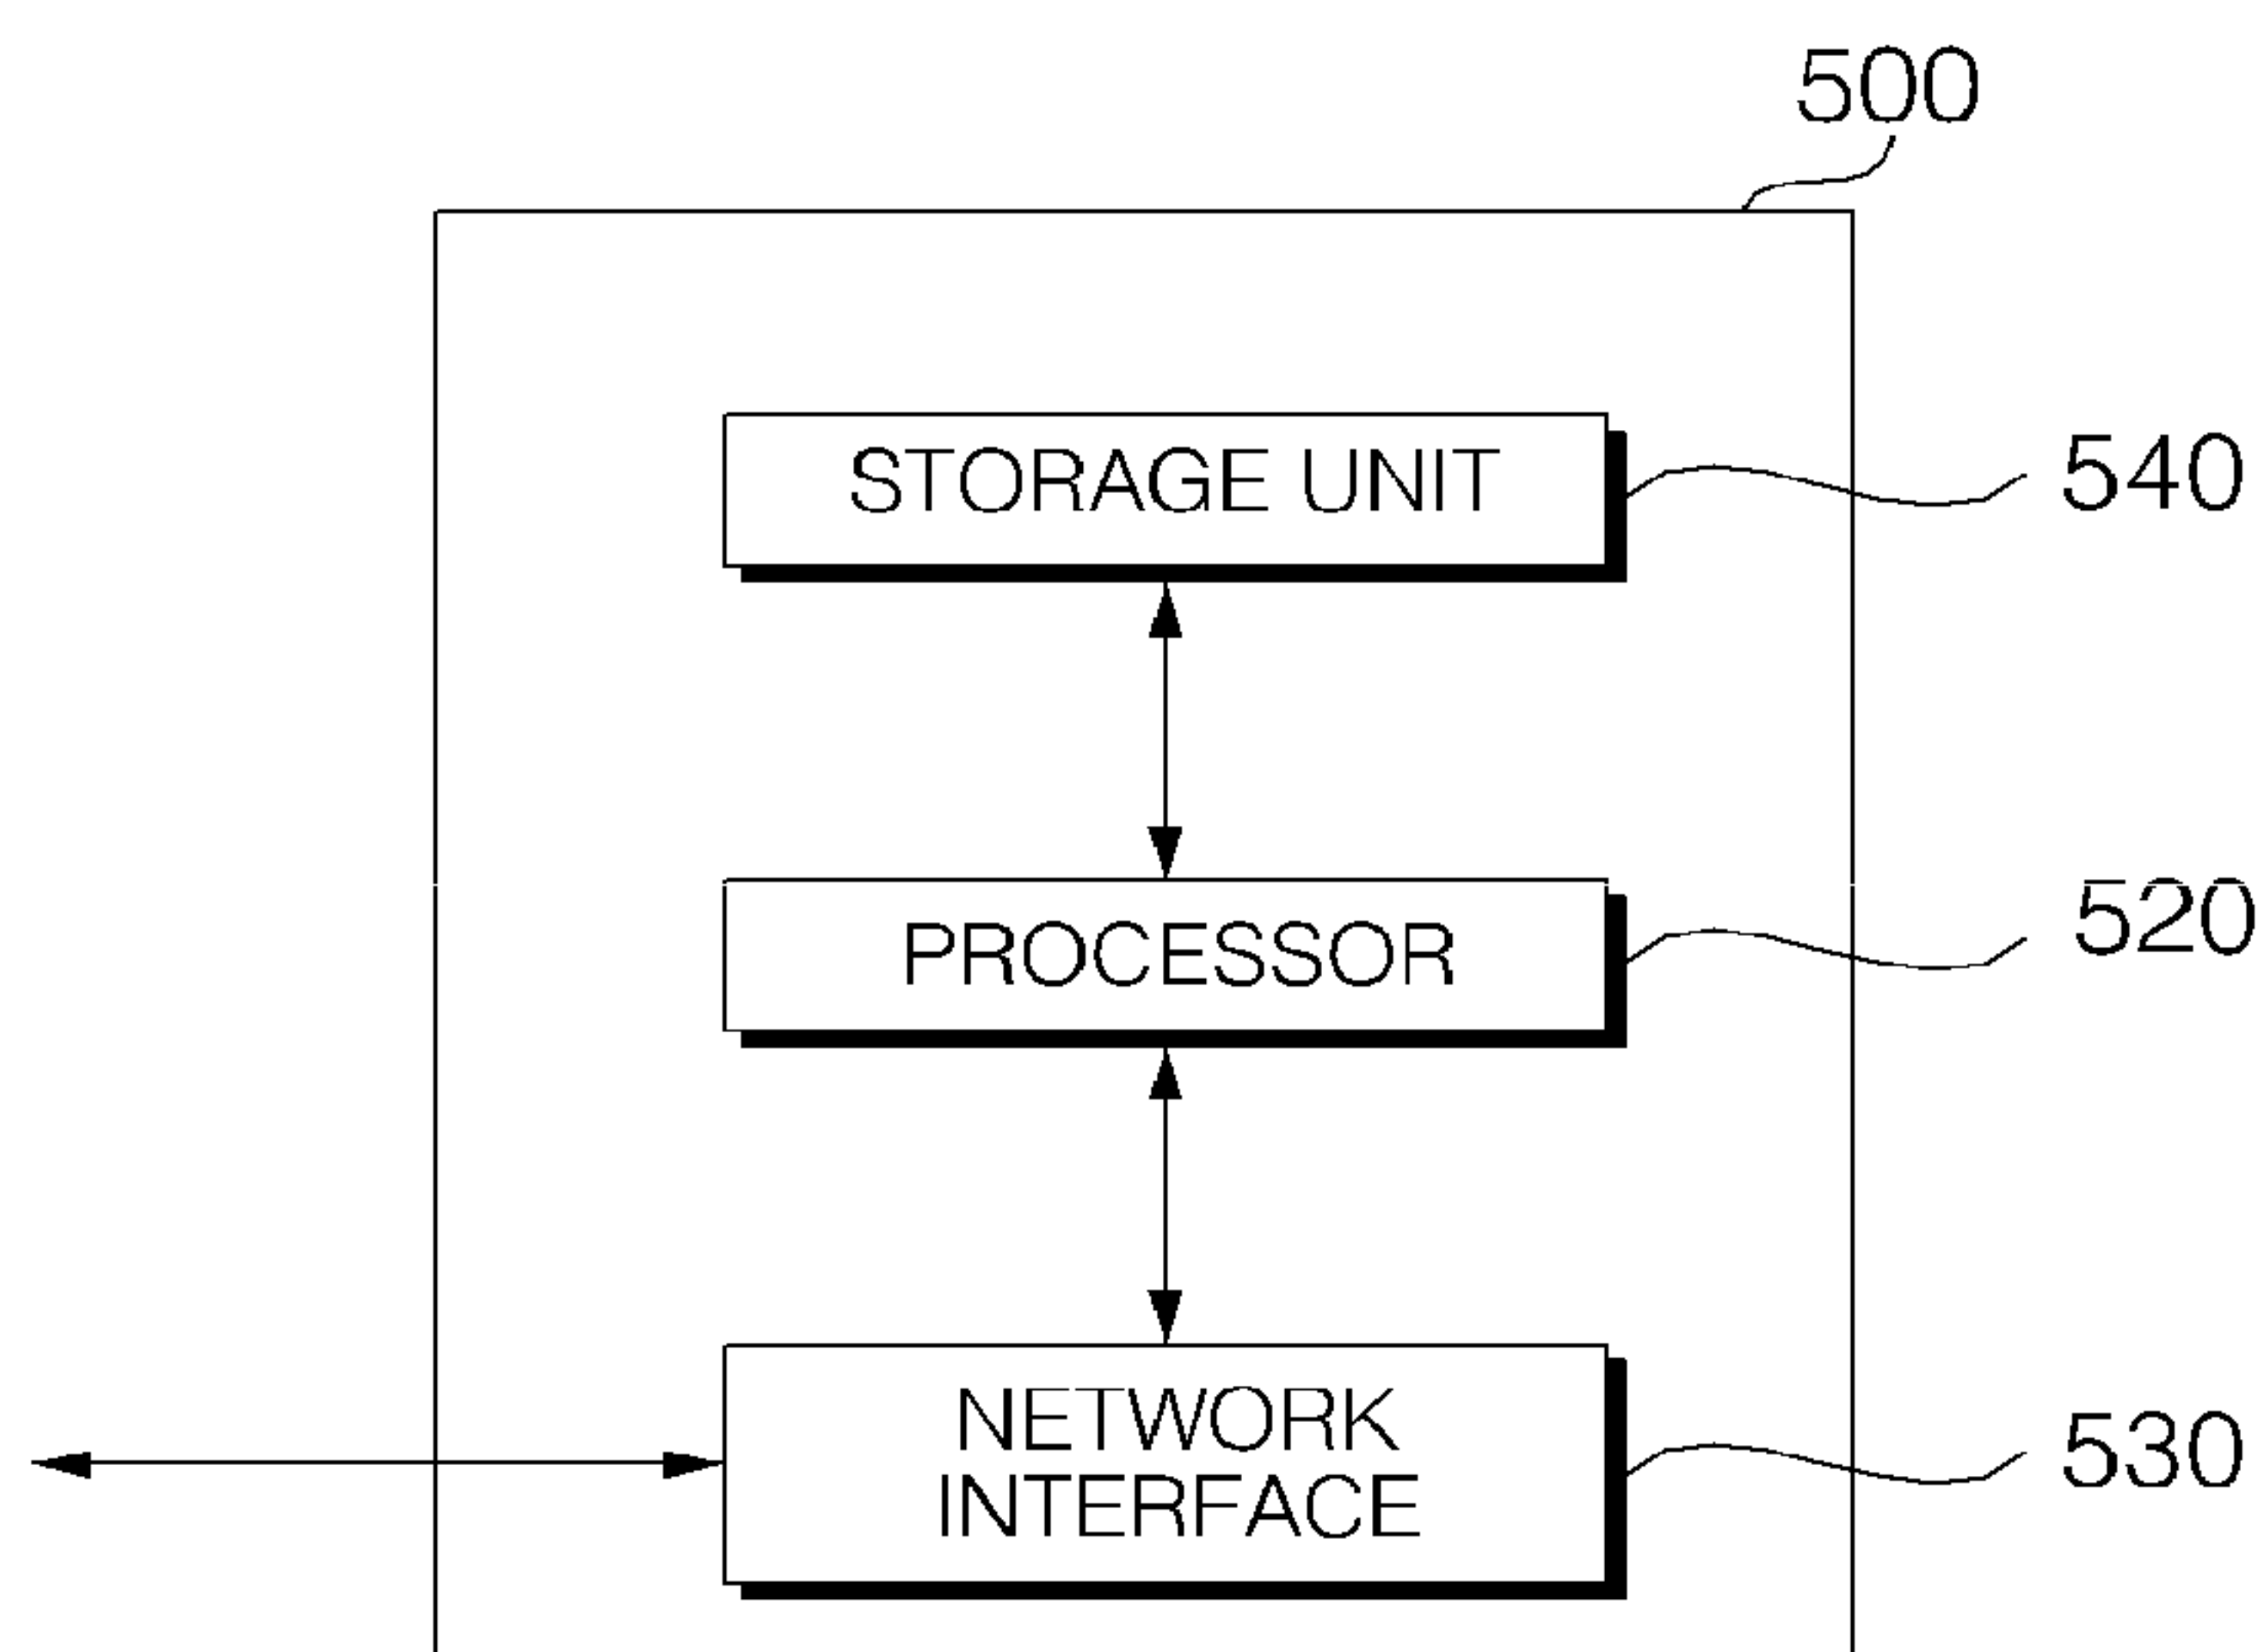 500
STORAGE UNIT
540
PROCESSOR
520
NETWORK
INTERFACE
530